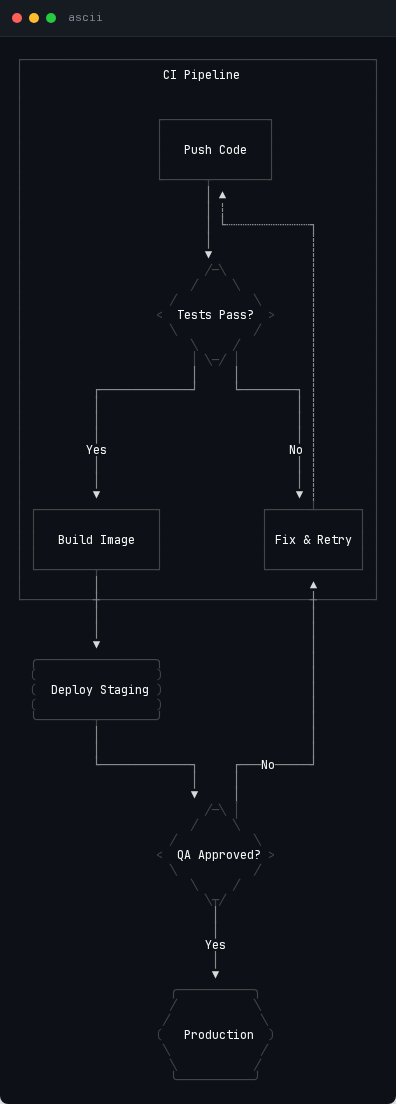 ascii
CI Pipeline
Push Code
Tests Pass?
Yes
No
Build Image
Fix & Retry
Deploy Staging
No
QA Approved?
Yes
Production